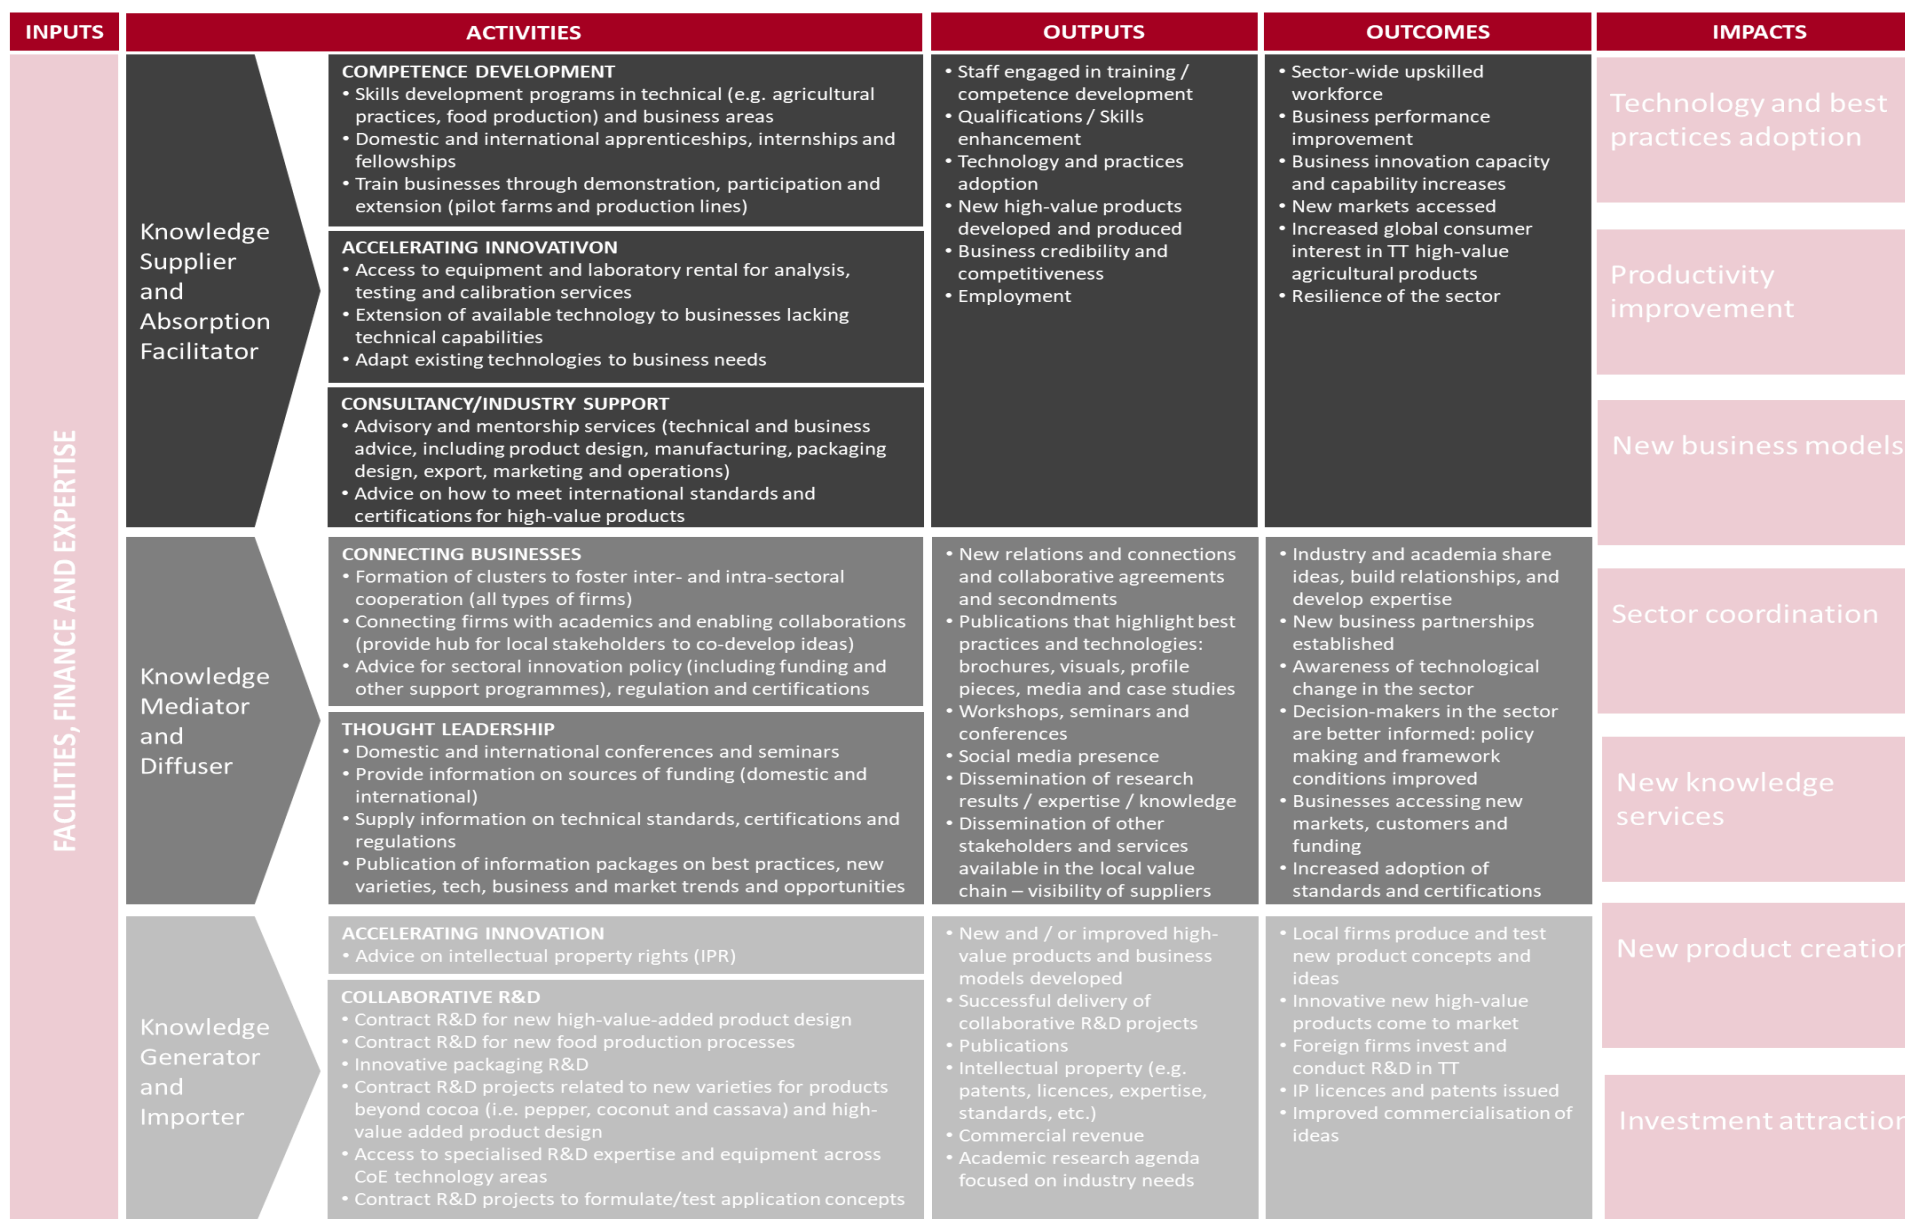 INPUTS
ACTIVITIES
OUTPUTS
OUTCOMES
IMPACTS
FACILITIES, FINANCE AND EXPERTISE
Knowledge
Supplier
and
Absorption
Facilitator
COMPETENCE DEVELOPMENT
• Skills development programs in technical (e.g. agricultural
practices, food production) and business areas
• Domestic and international apprenticeships, internships and
fellowships
• Train businesses through demonstration, participation and
extension (pilot farms and production lines)
ACCELERATING INNOVATIVON
• Access to equipment and laboratory rental for analysis,
testing and calibration services
• Extension of available technology to businesses lacking
technical capabilities
• Adapt existing technologies to business needs
CONSULTANCY/INDUSTRY SUPPORT
• Advisory and mentorship services (technical and business
advice, including product design, manufacturing, packaging
design, export, marketing and operations)
• Advice on how to meet international standards and
certifications for high-value products
• Staff engaged in training /
competence development
• Qualifications / Skills
enhancement
• Technology and practices
adoption
• New high-value products
developed and produced
• Business credibility and
competitiveness
• Employment
• Sector-wide upskilled
workforce
• Business performance
improvement
• Business innovation capacity
and capability increases
• New markets accessed
• Increased global consumer
interest in TT high-value
agricultural products
• Resilience of the sector
Knowledge
Mediator
and
Diffuser
CONNECTING BUSINESSES
• Formation of clusters to foster inter- and intra-sectoral
cooperation (all types of firms)
• Connecting firms with academics and enabling collaborations
(provide hub for local stakeholders to co-develop ideas)
• Advice for sectoral innovation policy (including funding and
other support programmes), regulation and certifications
THOUGHT LEADERSHIP
• Domestic and international conferences and seminars
• Provide information on sources of funding (domestic and
international)
• Supply information on technical standards, certifications and
regulations
• Publication of information packages on best practices, new
varieties, tech, business and market trends and opportunities
• New relations and connections
and collaborative agreements
and secondments
• Publications that highlight best
practices and technologies:
brochures, visuals, profile
pieces, media and case studies
• Workshops, seminars and
conferences
• Social media presence
• Dissemination of research
results / expertise / knowledge
• Dissemination of other
stakeholders and services
available in the local value
chain – visibility of suppliers
• Industry and academia share
ideas, build relationships, and
develop expertise
• New business partnerships
established
• Awareness of technological
change in the sector
• Decision-makers in the sector
are better informed: policy
making and framework
conditions improved
• Businesses accessing new
markets, customers and
funding
• Increased adoption of
standards and certifications
Knowledge
Generator
and
Importer
ACCELERATING INNOVATION
• Advice on intellectual property rights (IPR)
COLLABORATIVE R&D
• Contract R&D for new high-value-added product design
• Contract R&D for new food production processes
• Innovative packaging R&D
• Contract R&D projects related to new varieties for products
beyond cocoa (i.e. pepper, coconut and cassava) and high-
value added product design
• Access to specialised R&D expertise and equipment across
CoE technology areas
• Contract R&D projects to formulate/test application concepts
• New and / or improved high-
value products and business
models developed
• Successful delivery of
collaborative R&D projects
• Publications
• Intellectual property (e.g.
patents, licences, expertise,
standards, etc.)
• Commercial revenue
• Academic research agenda
focused on industry needs
• Local firms produce and test
new product concepts and
ideas
• Innovative new high-value
products come to market
• Foreign firms invest and
conduct R&D in TT
• IP licences and patents issued
• Improved commercialisation of
ideas
Technology and best
practices adoption
Productivity
improvement
New business models
Sector coordination
New knowledge
services
New product creation
Investment attraction